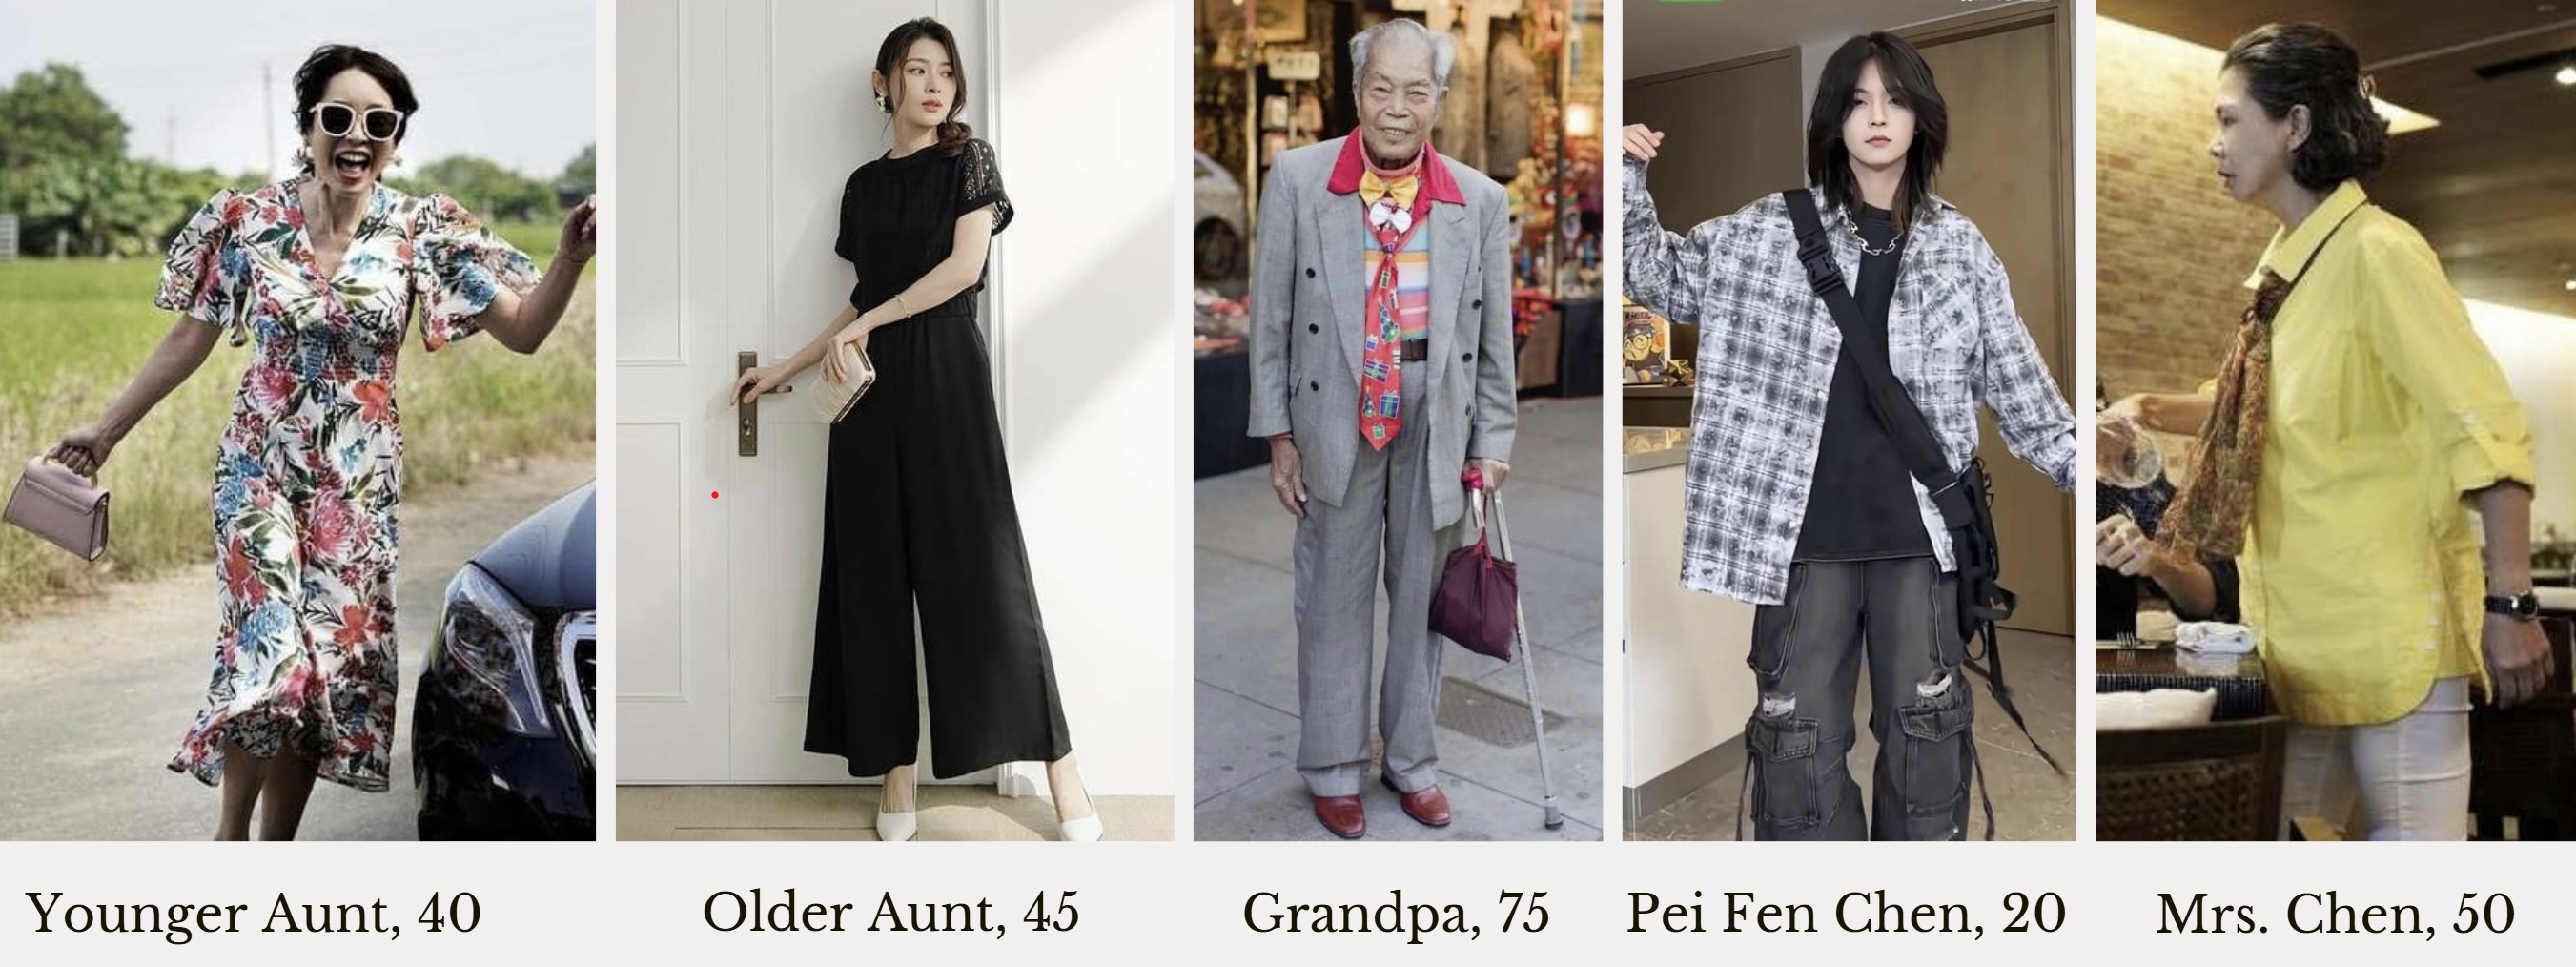 Younger Aunt, 40
Older Aunt, 45
Grandpa, 75
Pei Fen Chen, 20
Mrs. Chen, 50